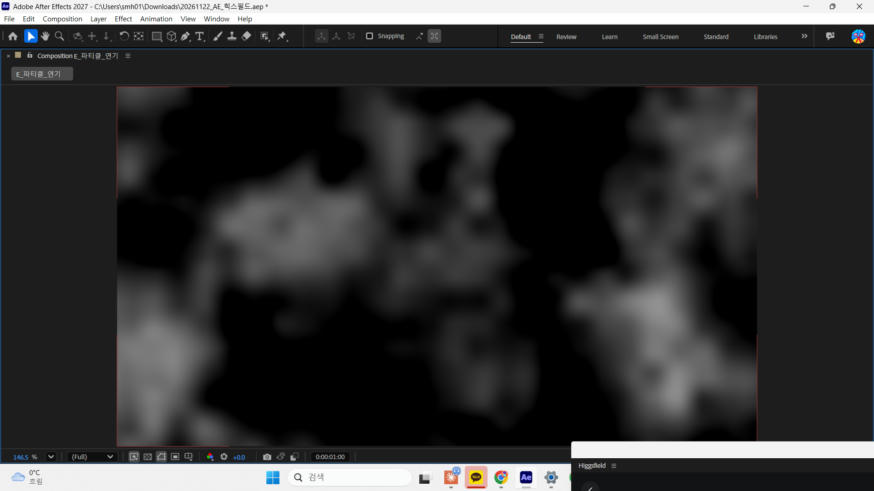 Adobe After Effects 2027 - C:\Users\smh01\Downloads\20261122_AE_힉스필드.aep *
File Edit Composition Layer Effect Animation View Window Help
Snapping Default Review Learn Small Screen Standard Libraries
Composition E_파티클_연기
E_파티클_연기
146.5 % (Full) +0.0 0:00:01:00
Higgsfield
0°C
흐림
검색